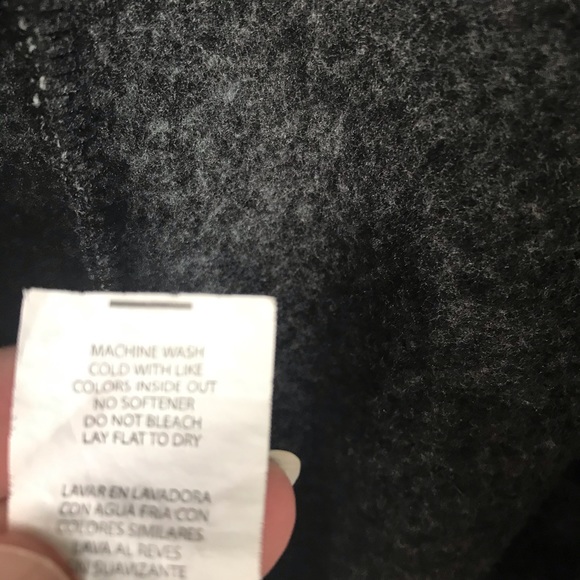 MACHINE WASH
COLD WITH LIKE
COLORS INSIDE OUT
NO SOFTENER
DO NOT BLEACH
LAY FLAT TO DRY
LAVAR EN LAVADORA
CON AGUA FRIA CON
COLORES SIMILARES
LAVA AL REVES
SUAVIZANTE